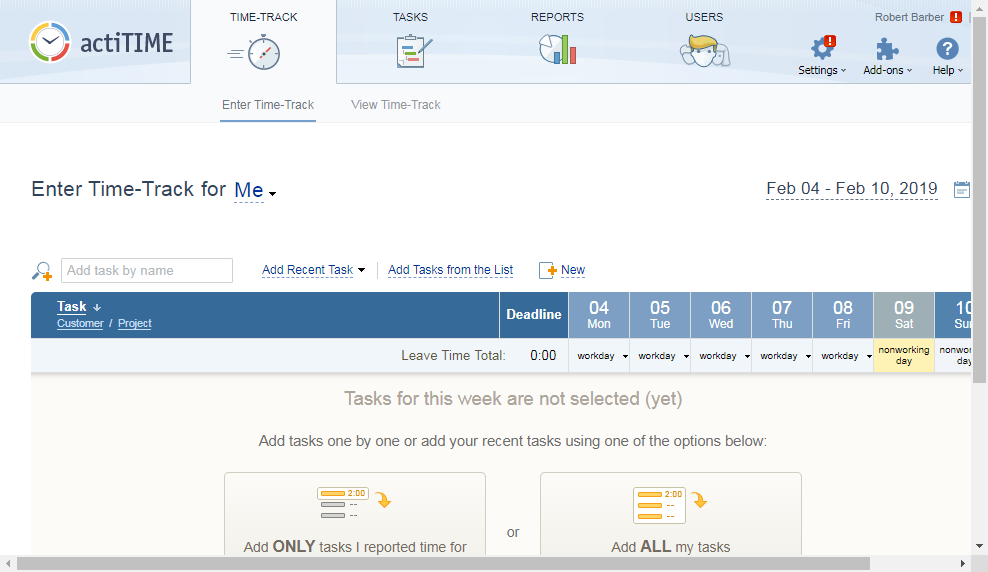 actiTIME
TIME-TRACK
TASKS
REPORTS
USERS
Robert Barber
Settings
Add-ons
Help
Enter Time-Track
View Time-Track
Enter Time-Track for Me
Feb 04 - Feb 10, 2019
Add task by name
Add Recent Task
Add Tasks from the List
New
Task
Customer / Project
Deadline
04
Mon
05
Tue
06
Wed
07
Thu
08
Fri
09
Sat
10
Leave Time Total: 0:00
workday
workday
workday
workday
workday
nonworking
day
Tasks for this week are not selected (yet)
Add tasks one by one or add your recent tasks using one of the options below:
2:00
--
--
Add ONLY tasks I reported time for
or
2:00
--
--
Add ALL my tasks